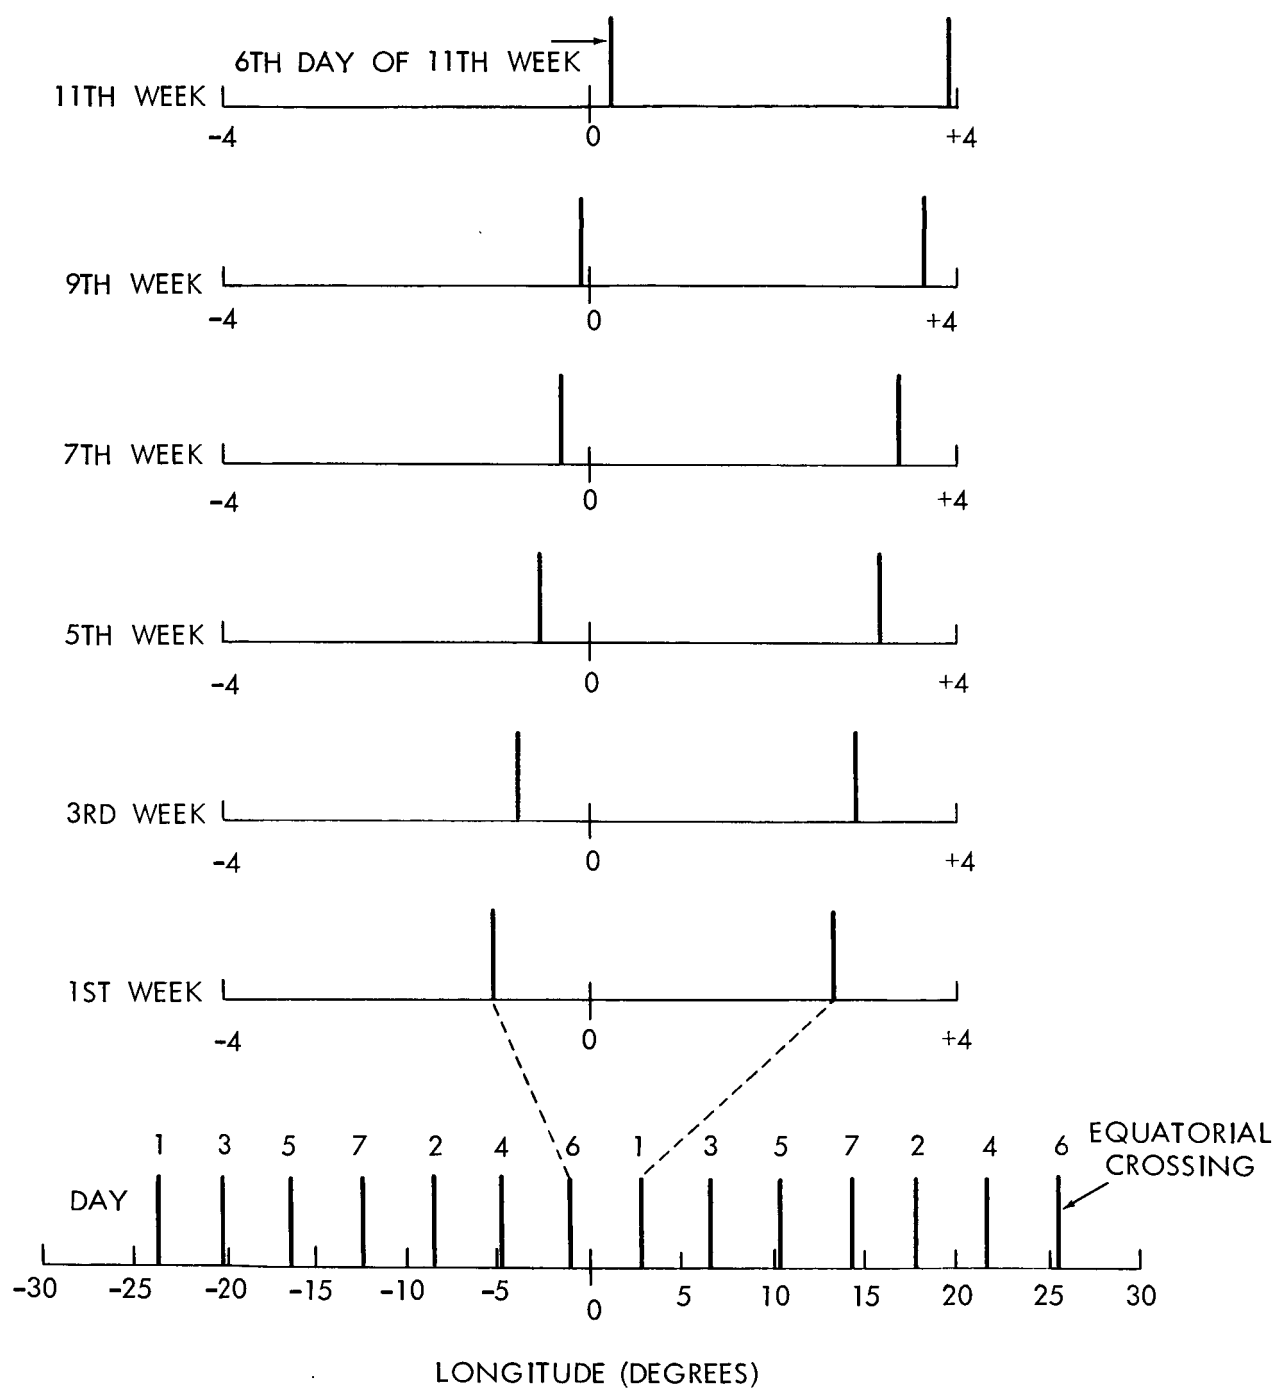 6TH DAY OF 11TH WEEK
11TH WEEK
-4 0 +4
9TH WEEK
-4 0 +4
7TH WEEK
-4 0 +4
5TH WEEK
-4 0 +4
3RD WEEK
-4 0 +4
1ST WEEK
-4 0 +4
1 3 5 7 2 4 6 1 3 5 7 2 4 6
EQUATORIAL
CROSSING
DAY
-30 -25 -20 -15 -10 -5 0 5 10 15 20 25 30
LONGITUDE (DEGREES)